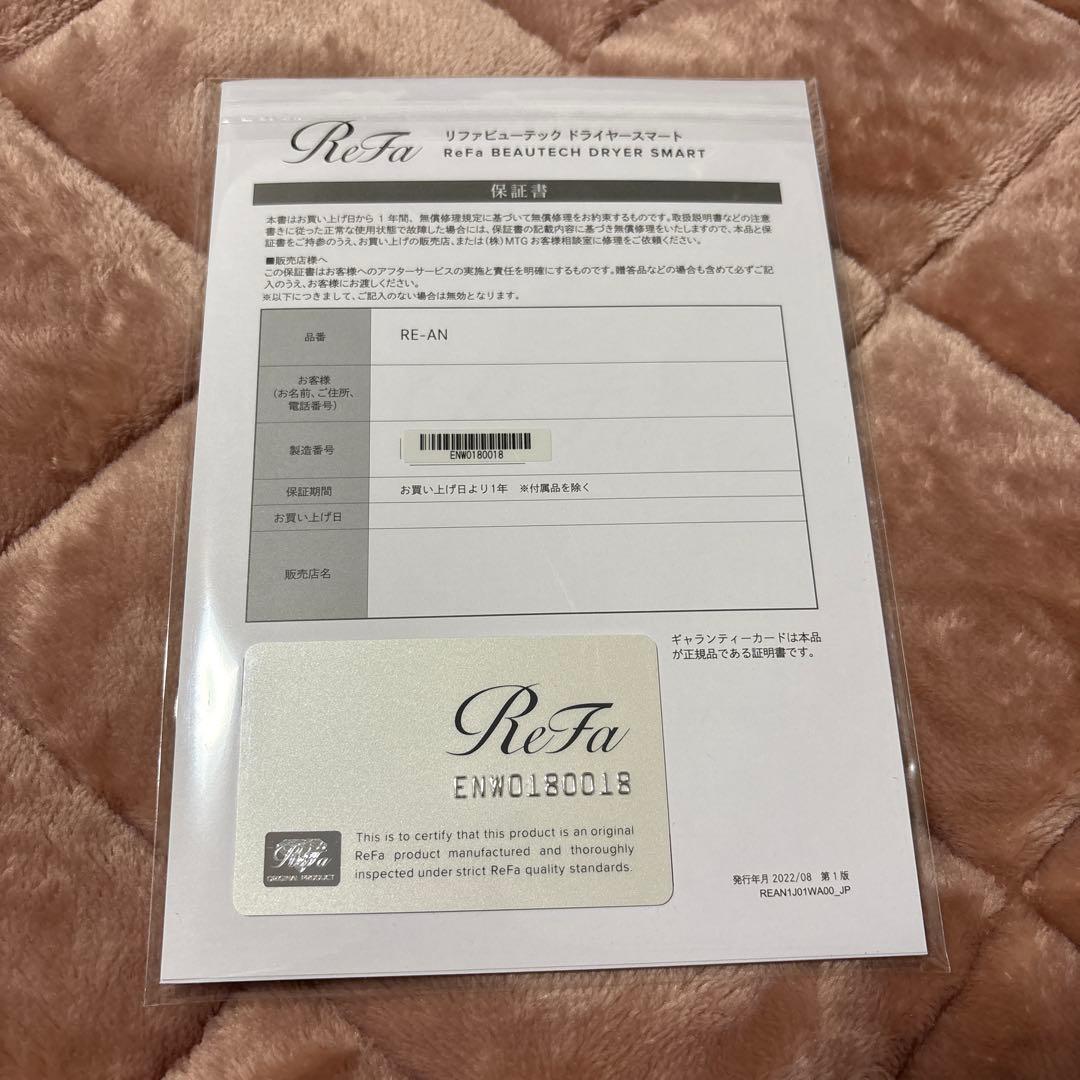 ReFa
リファビューテック ドライヤースマート
ReFa BEAUTECH DRYER SMART
保証書
本書はお買い上げ日から 1 年間、無償修理規定に基づいて無償修理をお約束するものです。取扱説明書などの注意
書きに従った正常な使用状態で故障した場合には、保証書の記載内容に基づき無償修理をいたしますので、本品と保
証書をご持参のうえ、お買い上げの販売店、または(株)MTG お客様相談室に修理をご依頼ください。
■販売店様へ
この保証書はお客様へのアフターサービスの実施と責任を明確にするものです。贈答品などの場合も含めて必ずご記
入のうえ、お客様にお渡しください。
※以下につきまして、ご記入のない場合は無効となります。
品番
RE-AN
お客様
(お名前、ご住所、
電話番号)
製造番号
ENW0180018
保証期間
お買い上げ日より1年 ※付属品を除く
お買い上げ日
販売店名
ギャランティーカードは本品
が正規品である証明書です。
ReFa
ENW0180018
ReFa
ORIGINAL PRODUCT
This is to certify that this product is an original
ReFa product manufactured and thoroughly
inspected under strict ReFa quality standards.
発行年月 2022/08 第1版
REAN1J01WA00_JP